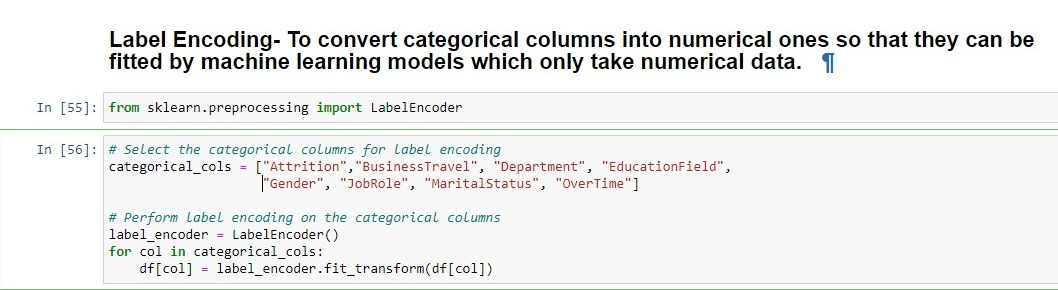 Label Encoding- To convert categorical columns into numerical ones so that they can be
fitted by machine learning models which only take numerical data. ¶
In [55]: from sklearn.preprocessing import LabelEncoder
In [56]: # Select the categorical columns for label encoding
categorical_cols = ["Attrition","BusinessTravel", "Department", "EducationField",
"Gender", "JobRole", "MaritalStatus", "OverTime"]
# Perform label encoding on the categorical columns
label_encoder = LabelEncoder()
for col in categorical_cols:
df[col] = label_encoder.fit_transform(df[col])